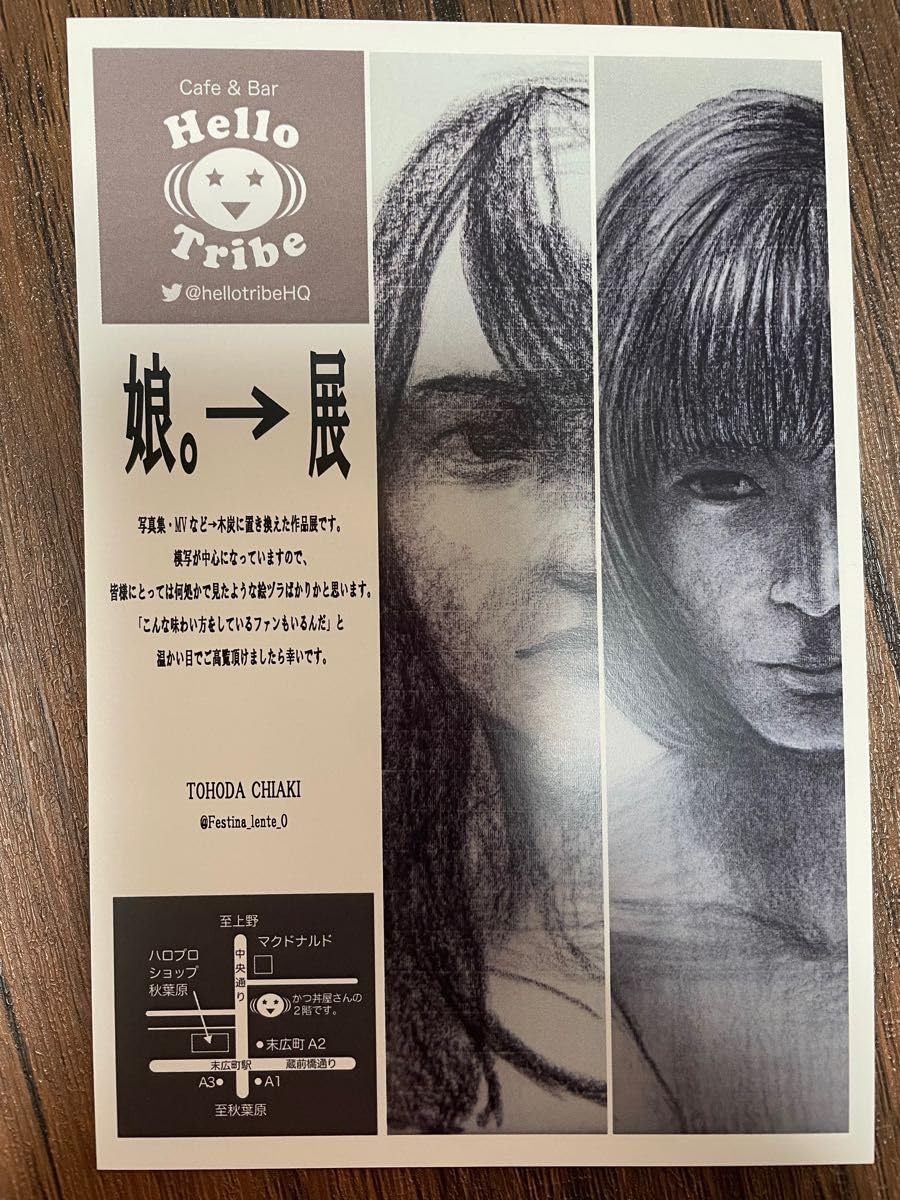 Cafe & Bar
Hello
Tribe
@hellotribeHQ
娘。→展
写真集・MVなど→木炭に置き換えた作品展です。
模写が中心になっていますので、
皆様にとっては何処かで見たような絵ヅラばかりかと思います。
「こんな味わい方をしているファンもいるんだ」と
温かい目でご高覧頂けましたら幸いです。
TOHODA CHIAKI
@Festina_lente_0
至上野
マクドナルド
ハロプロ
ショップ
秋葉原
中央通り
かつ丼屋さんの
2階です。
末広町 A2
末広町駅
蔵前橋通り
A3
A1
至秋葉原